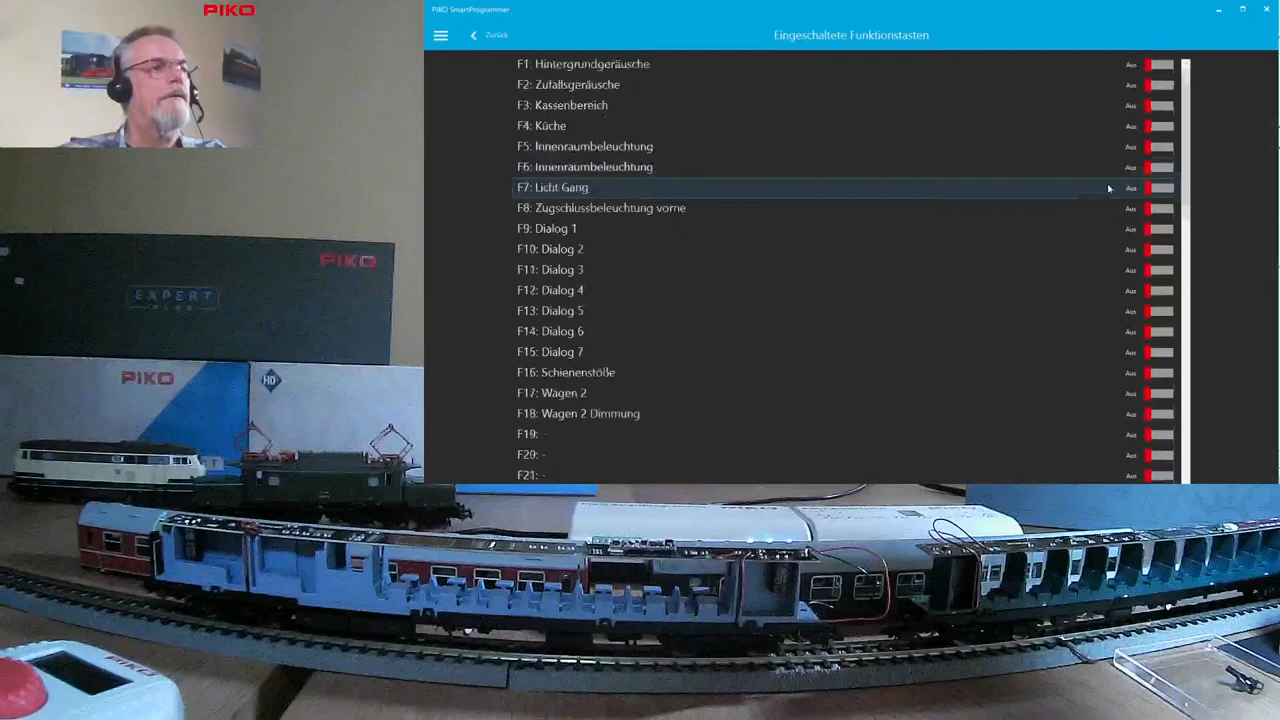 PIKO
PIKO SmartProgrammer
Zurück
Eingeschaltete Funktionstasten
F1: Hintergrundgeräusche Aus
F2: Zufallsgeräusche Aus
F3: Kassenbereich Aus
F4: Küche Aus
F5: Innenraumbeleuchtung Aus
F6: Innenraumbeleuchtung Aus
F7: Licht Gang Aus
F8: Zugschlussbeleuchtung vorne Aus
F9: Dialog 1 Aus
F10: Dialog 2 Aus
F11: Dialog 3 Aus
F12: Dialog 4 Aus
F13: Dialog 5 Aus
F14: Dialog 6 Aus
F15: Dialog 7 Aus
F16: Schienenstöße Aus
F17: Wagen 2 Aus
F18: Wagen 2 Dimmung Aus
F19: - Aus
F20: - Aus
F21: - Aus
PIKO
EXPERT
PLUS
PIKO
H0
PIKO